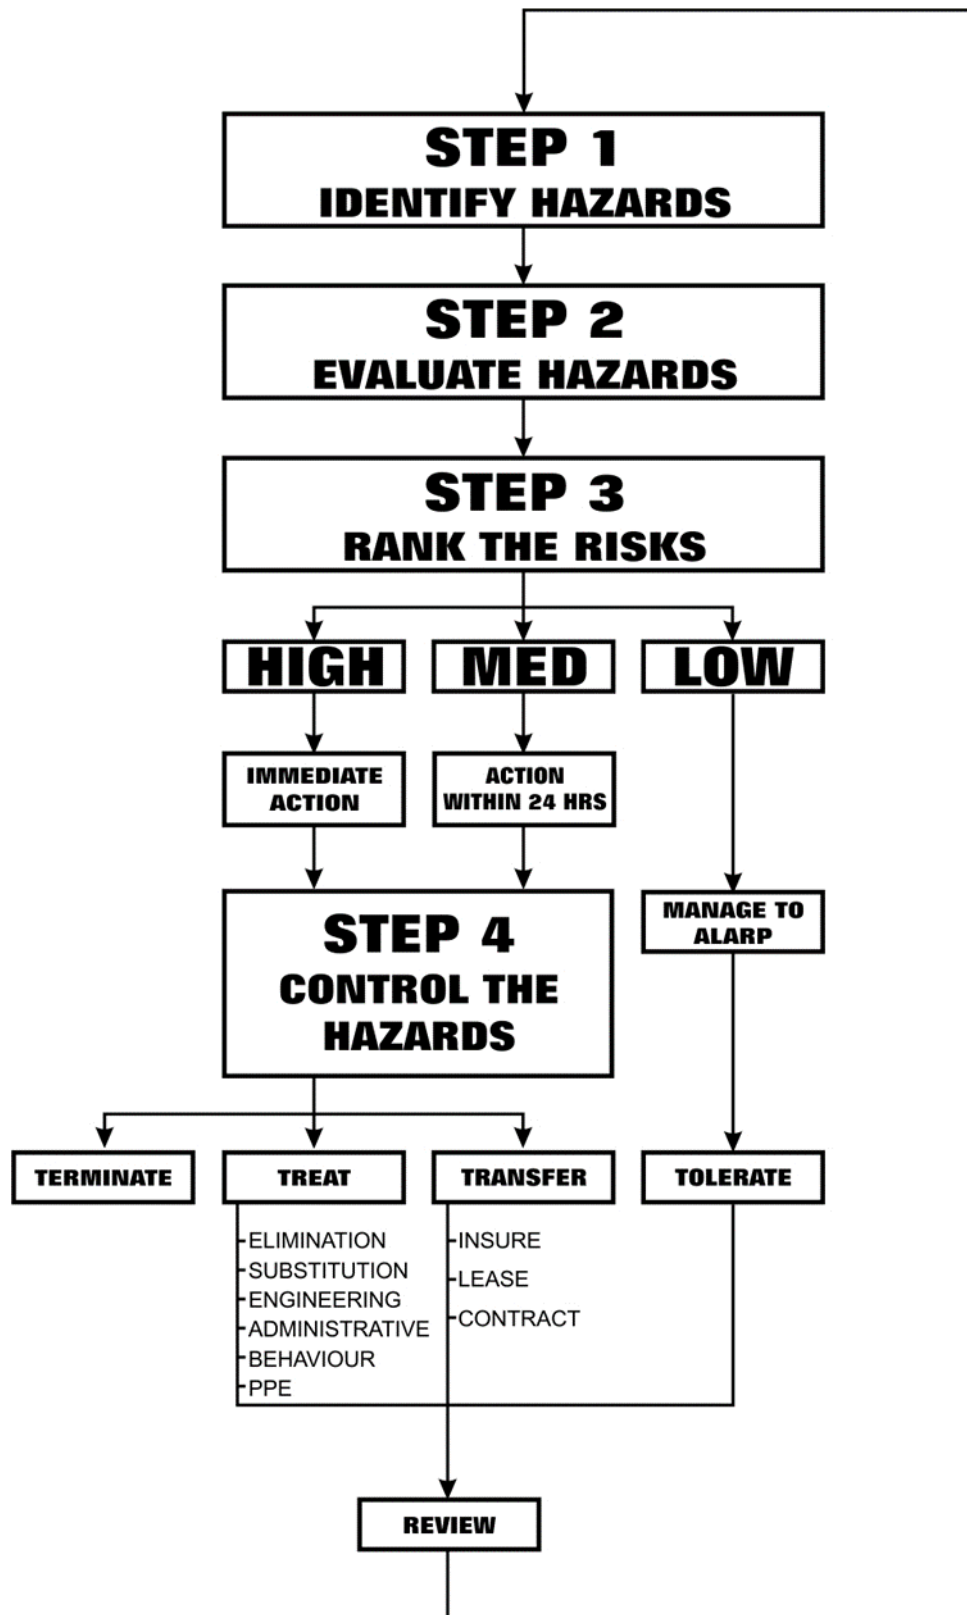 STEP 1
IDENTIFY HAZARDS
STEP 2
EVALUATE HAZARDS
STEP 3
RANK THE RISKS
HIGH
MED
LOW
IMMEDIATE
ACTION
ACTION
WITHIN 24 HRS
STEP 4
CONTROL THE
HAZARDS
MANAGE TO
ALARP
TERMINATE
TREAT
TRANSFER
TOLERATE
ELIMINATION
SUBSTITUTION
ENGINEERING
ADMINISTRATIVE
BEHAVIOUR
PPE
INSURE
LEASE
CONTRACT
REVIEW